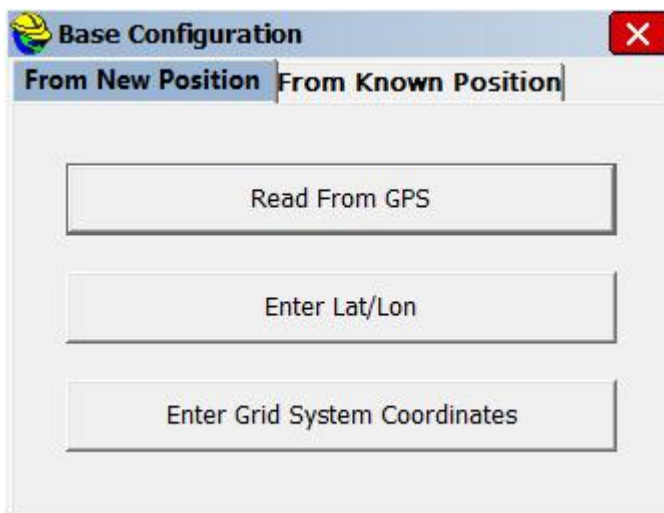 Base Configuration
From New Position From Known Position
Read From GPS
Enter Lat/Lon
Enter Grid System Coordinates